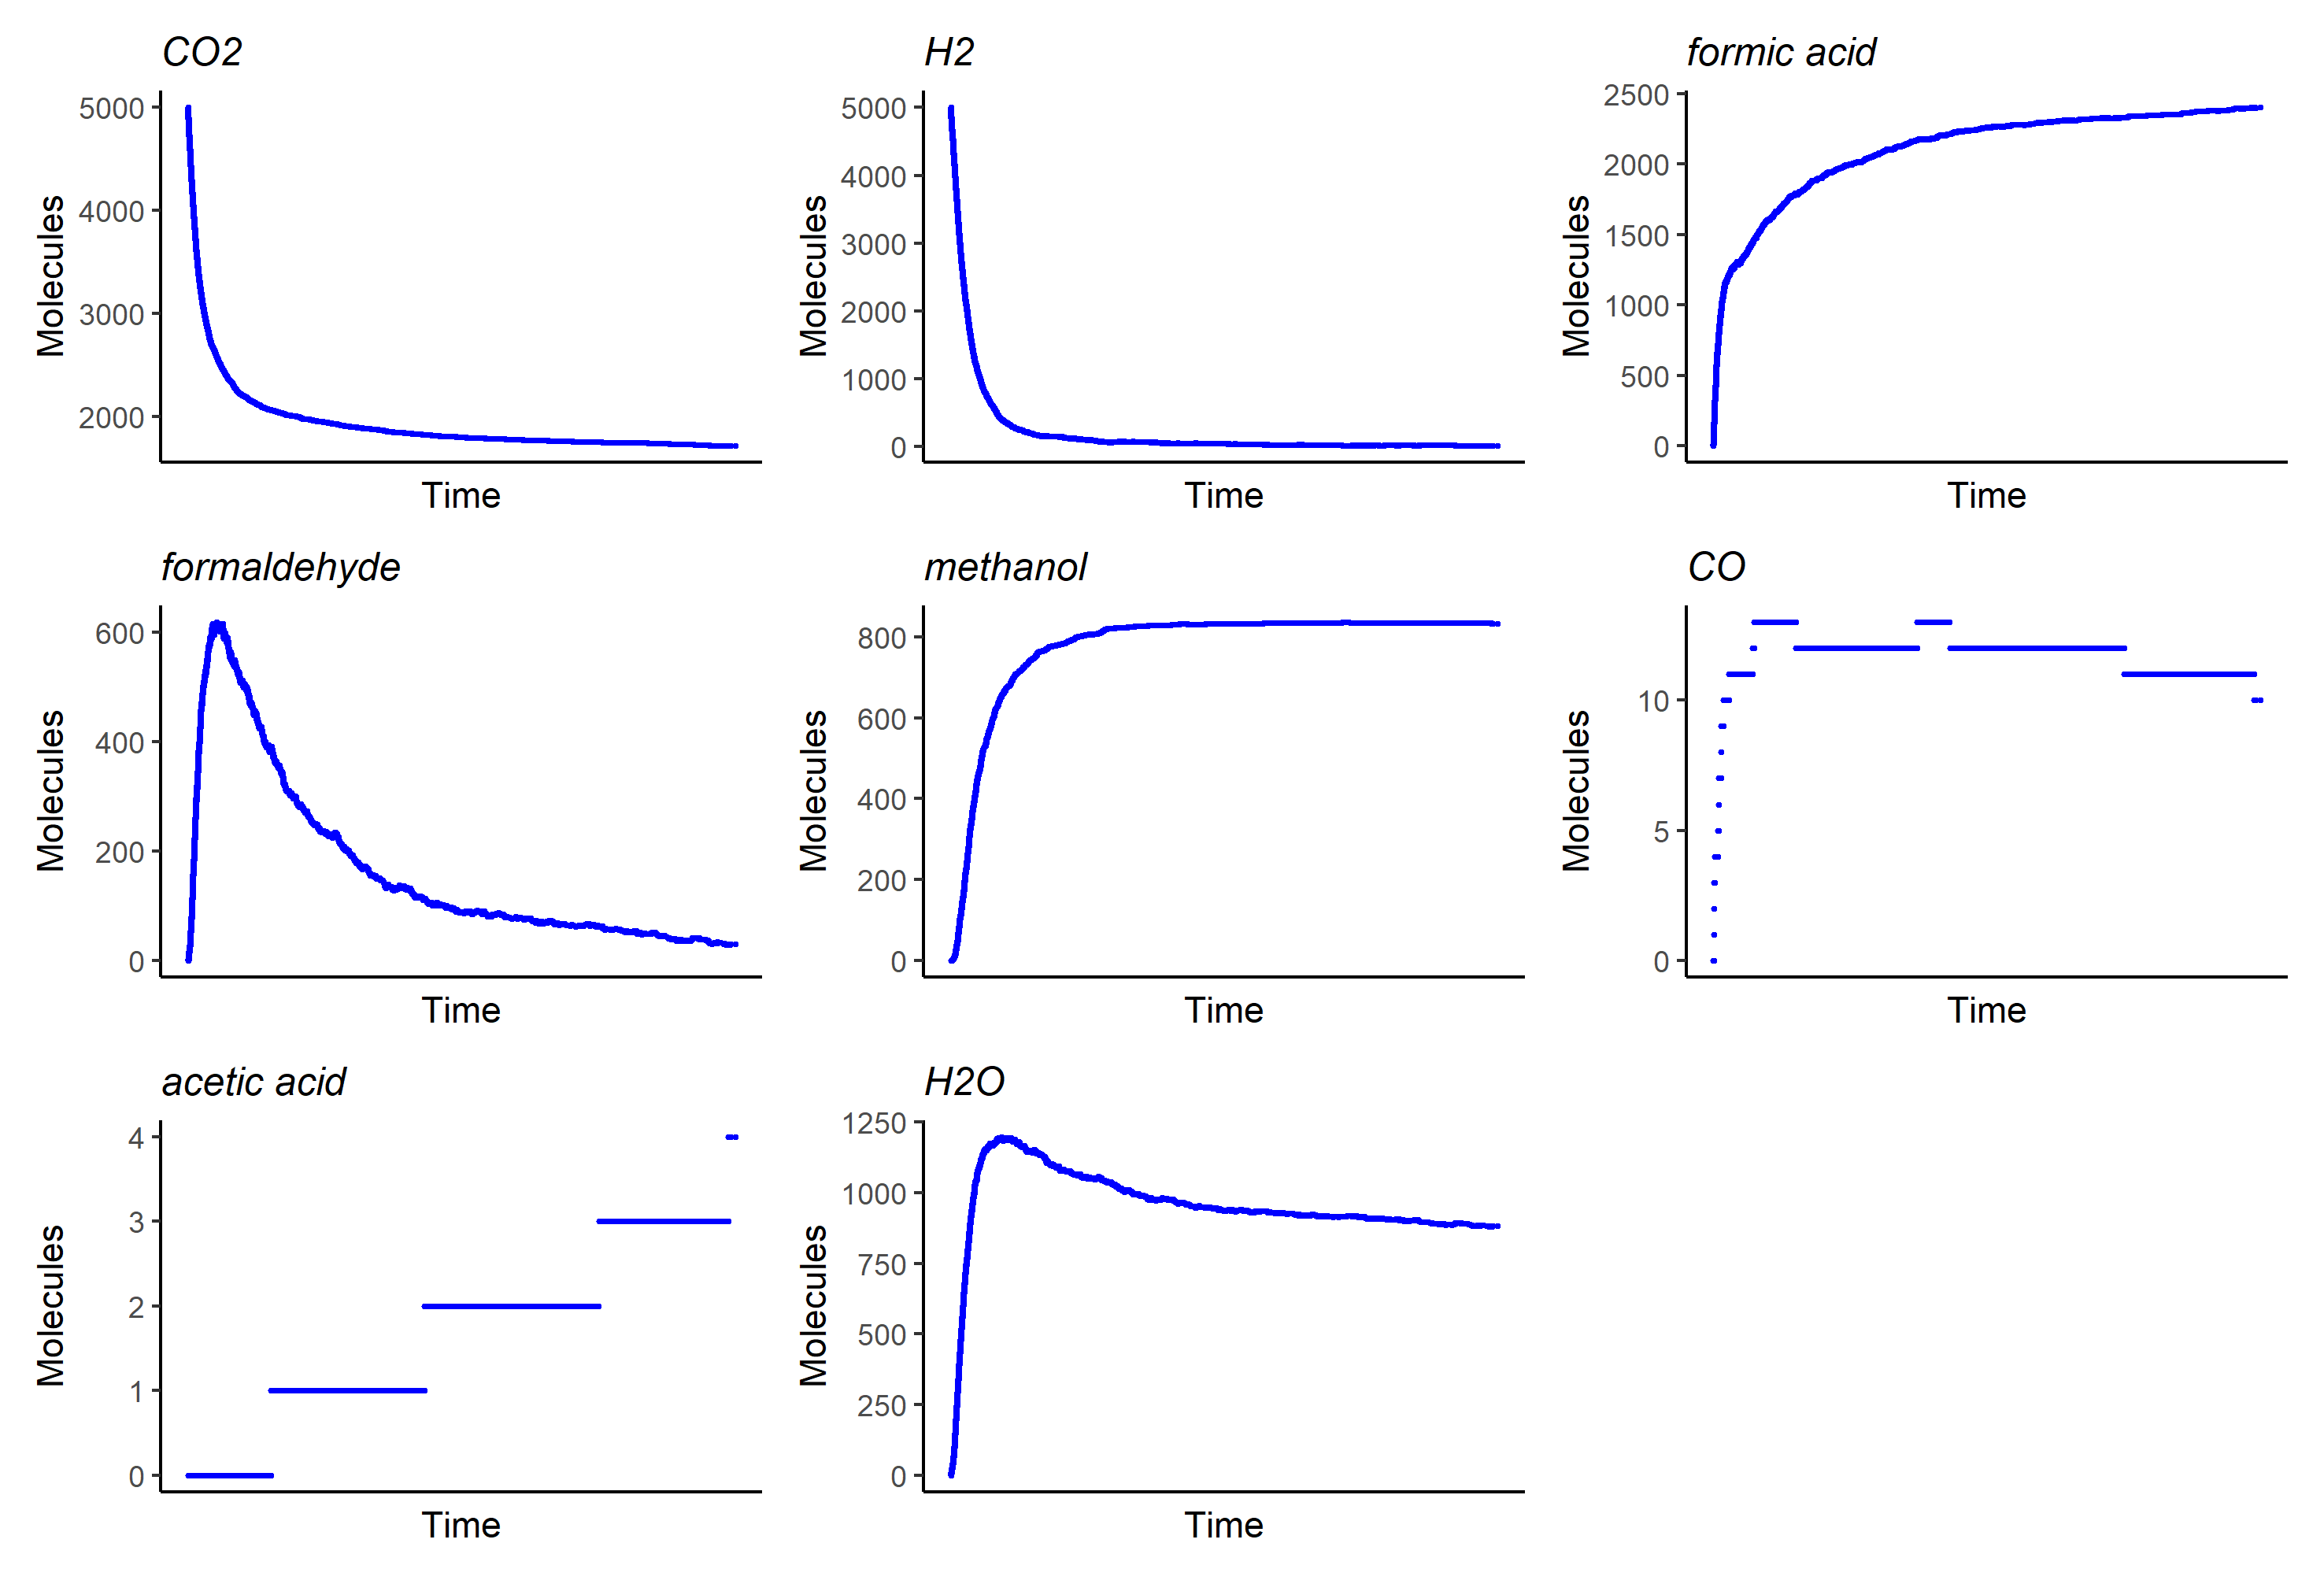 CO2
5000
4000
3000
2000
Molecules
Time
H2
5000
4000
3000
2000
1000
0
Molecules
Time
formic acid
2500
2000
1500
1000
500
0
Molecules
Time
formaldehyde
600
400
200
0
Molecules
Time
methanol
800
600
400
200
0
Molecules
Time
CO
10
5
0
Molecules
Time
acetic acid
4
3
2
1
0
Molecules
Time
H2O
1250
1000
750
500
250
0
Molecules
Time